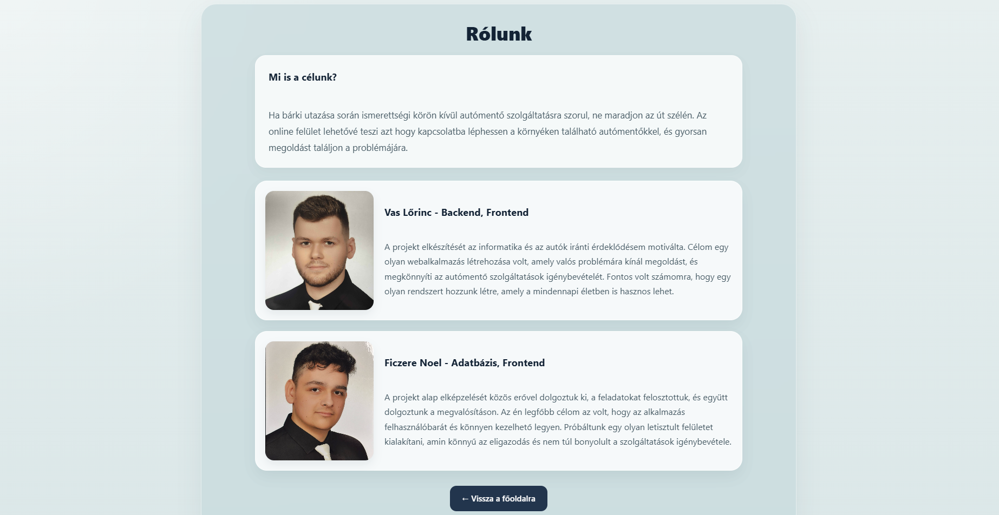 Rólunk
Mi is a célunk?
Ha bárki utazása során ismerettségi körön kívül autómentő szolgáltatásra szorul, ne maradjon az út szélén. Az
online felület lehetővé teszi azt hogy kapcsolatba léphessen a környéken található autómentőkkel, és gyorsan
megoldást találjon a problémájára.
Vas Lőrinc - Backend, Frontend
A projekt elkészítését az informatika és az autók iránti érdeklődésem motiválta. Célom egy
olyan webalkalmazás létrehozása volt, amely valós problémára kínál megoldást, és
megkönnyíti az autómentő szolgáltatások igénybevételét. Fontos volt számomra, hogy egy
olyan rendszert hozzunk létre, amely a mindennapi életben is hasznos lehet.
Ficzere Noel - Adatbázis, Frontend
A projekt alap elképzelését közös erővel dolgoztuk ki, a feladatokat felosztottuk, és együtt
dolgoztunk a megvalósításon. Az én legfőbb célom az volt, hogy az alkalmazás
felhasználóbarát és könnyen kezelhető legyen. Próbáltunk egy olyan letisztult felületet
kialakítani, amin könnyű az eligazodás és nem túl bonyolult a szolgáltatások igénybevétele.
← Vissza a főoldalra